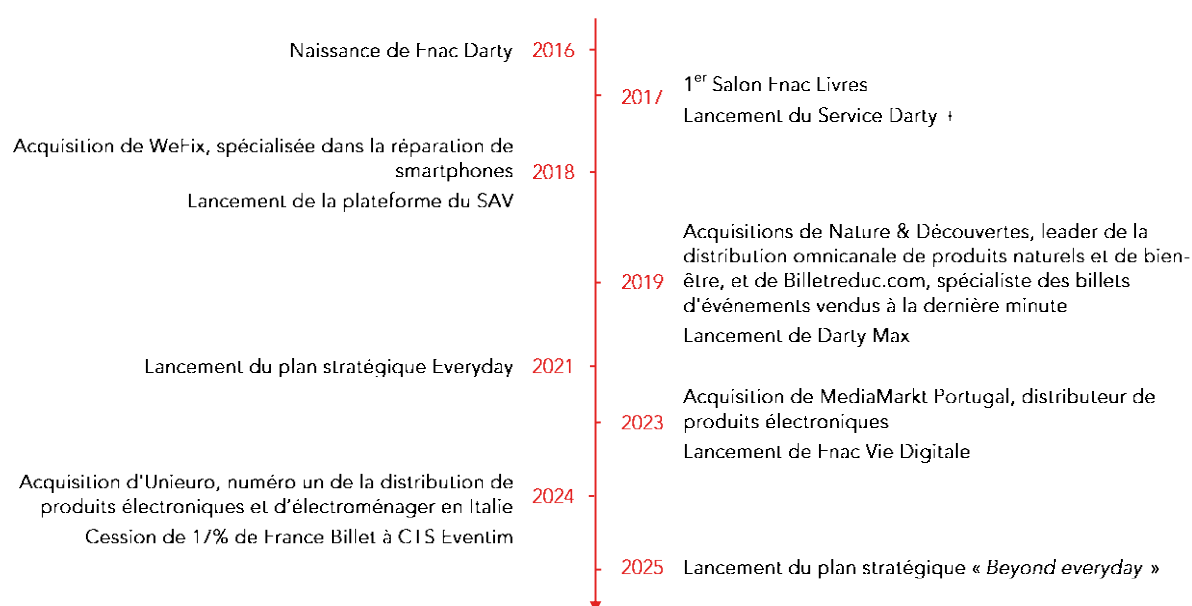 Naissance de Fnac Darty 2016
2017 1er Salon Fnac Livres
Lancement du Service Darty +
Acquisition de WeFix, spécialisée dans la réparation de
smartphones
2018
Lancement de la plateforme du SAV
Acquisitions de Nature & Découvertes, leader de la
distribution omnicanale de produits naturels et de bien-
2019 être, et de Billetreduc.com, spécialiste des billets
d'événements vendus à la dernière minute
Lancement de Darty Max
Lancement du plan stratégique Everyday 2021
Acquisition de MediaMarkt Portugal, distributeur de
2023 produits électroniques
Lancement de Fnac Vie Digitale
Acquisition d'Unieuro, numéro un de la distribution de
produits électroniques et d’électroménager en Italie
2024
Cession de 17% de France Billet à CTS Eventim
2025 Lancement du plan stratégique « Beyond everyday »